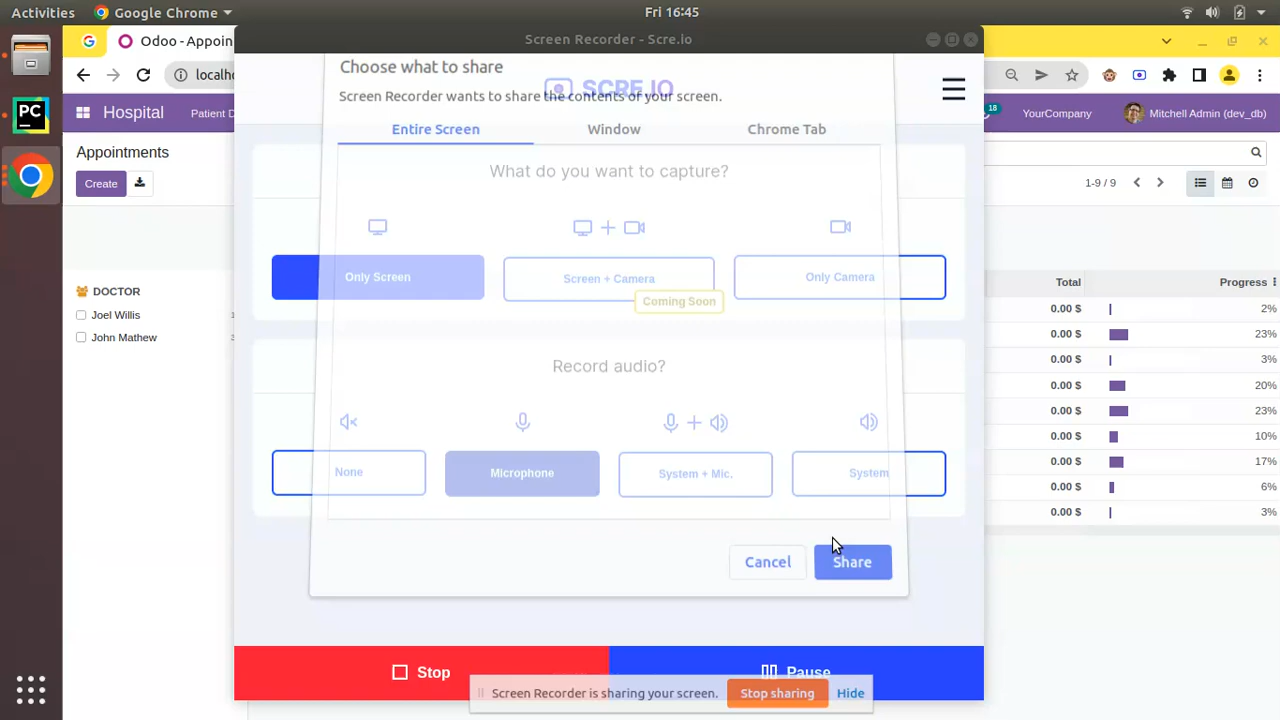 Activities Google Chrome Fri 16:45
Odoo - Appoin
Screen Recorder - Scre.io
localh
Hospital Patient D
18 YourCompany Mitchell Admin (dev_db)
Choose what to share
SCRE.IO
Screen Recorder wants to share the contents of your screen.
Entire Screen Window Chrome Tab
Appointments
Create
1-9 / 9
What do you want to capture?
Only Screen Screen + Camera Only Camera
Coming Soon
DOCTOR
Joel Willis
John Mathew
Total Progress
0.00 $ 2%
0.00 $ 23%
0.00 $ 3%
0.00 $ 20%
0.00 $ 23%
0.00 $ 10%
0.00 $ 17%
0.00 $ 6%
0.00 $ 3%
Record audio?
None Microphone System + Mic. System
Cancel Share
Stop Pause
Screen Recorder is sharing your screen. Stop sharing Hide
PC